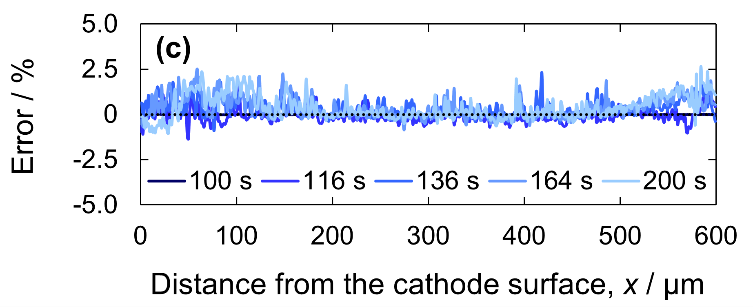 5.0
(c)
2.5
0
-2.5
-5.0
Error / %
100 s 116 s 136 s 164 s 200 s
0 100 200 300 400 500 600
Distance from the cathode surface, x / μm